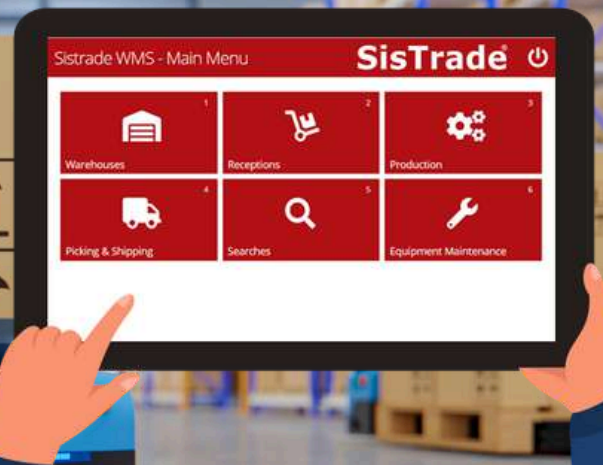 Sistrade WMS - Main Menu
SisTrade®
1
Warehouses
2
Receptions
3
Production
4
Picking & Shipping
5
Searches
6
Equipment Maintenance